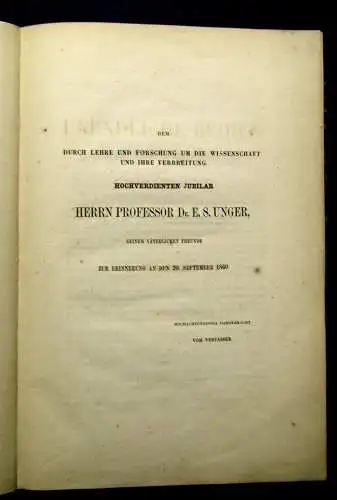 DEM
DURCH LEHRE UND FORSCHUNG UM DIE WISSENSCHAFT
UND IHRE VERBREITUNG
HOCHVERDIENTEN JUBILAR
HERRN PROFESSOR DR. E. S. UNGER,
SEINEM VÄTERLICHEN FREUNDE
ZUR ERINNERUNG AN DEN 20. SEPTEMBER 1860
VOM VERFASSER.